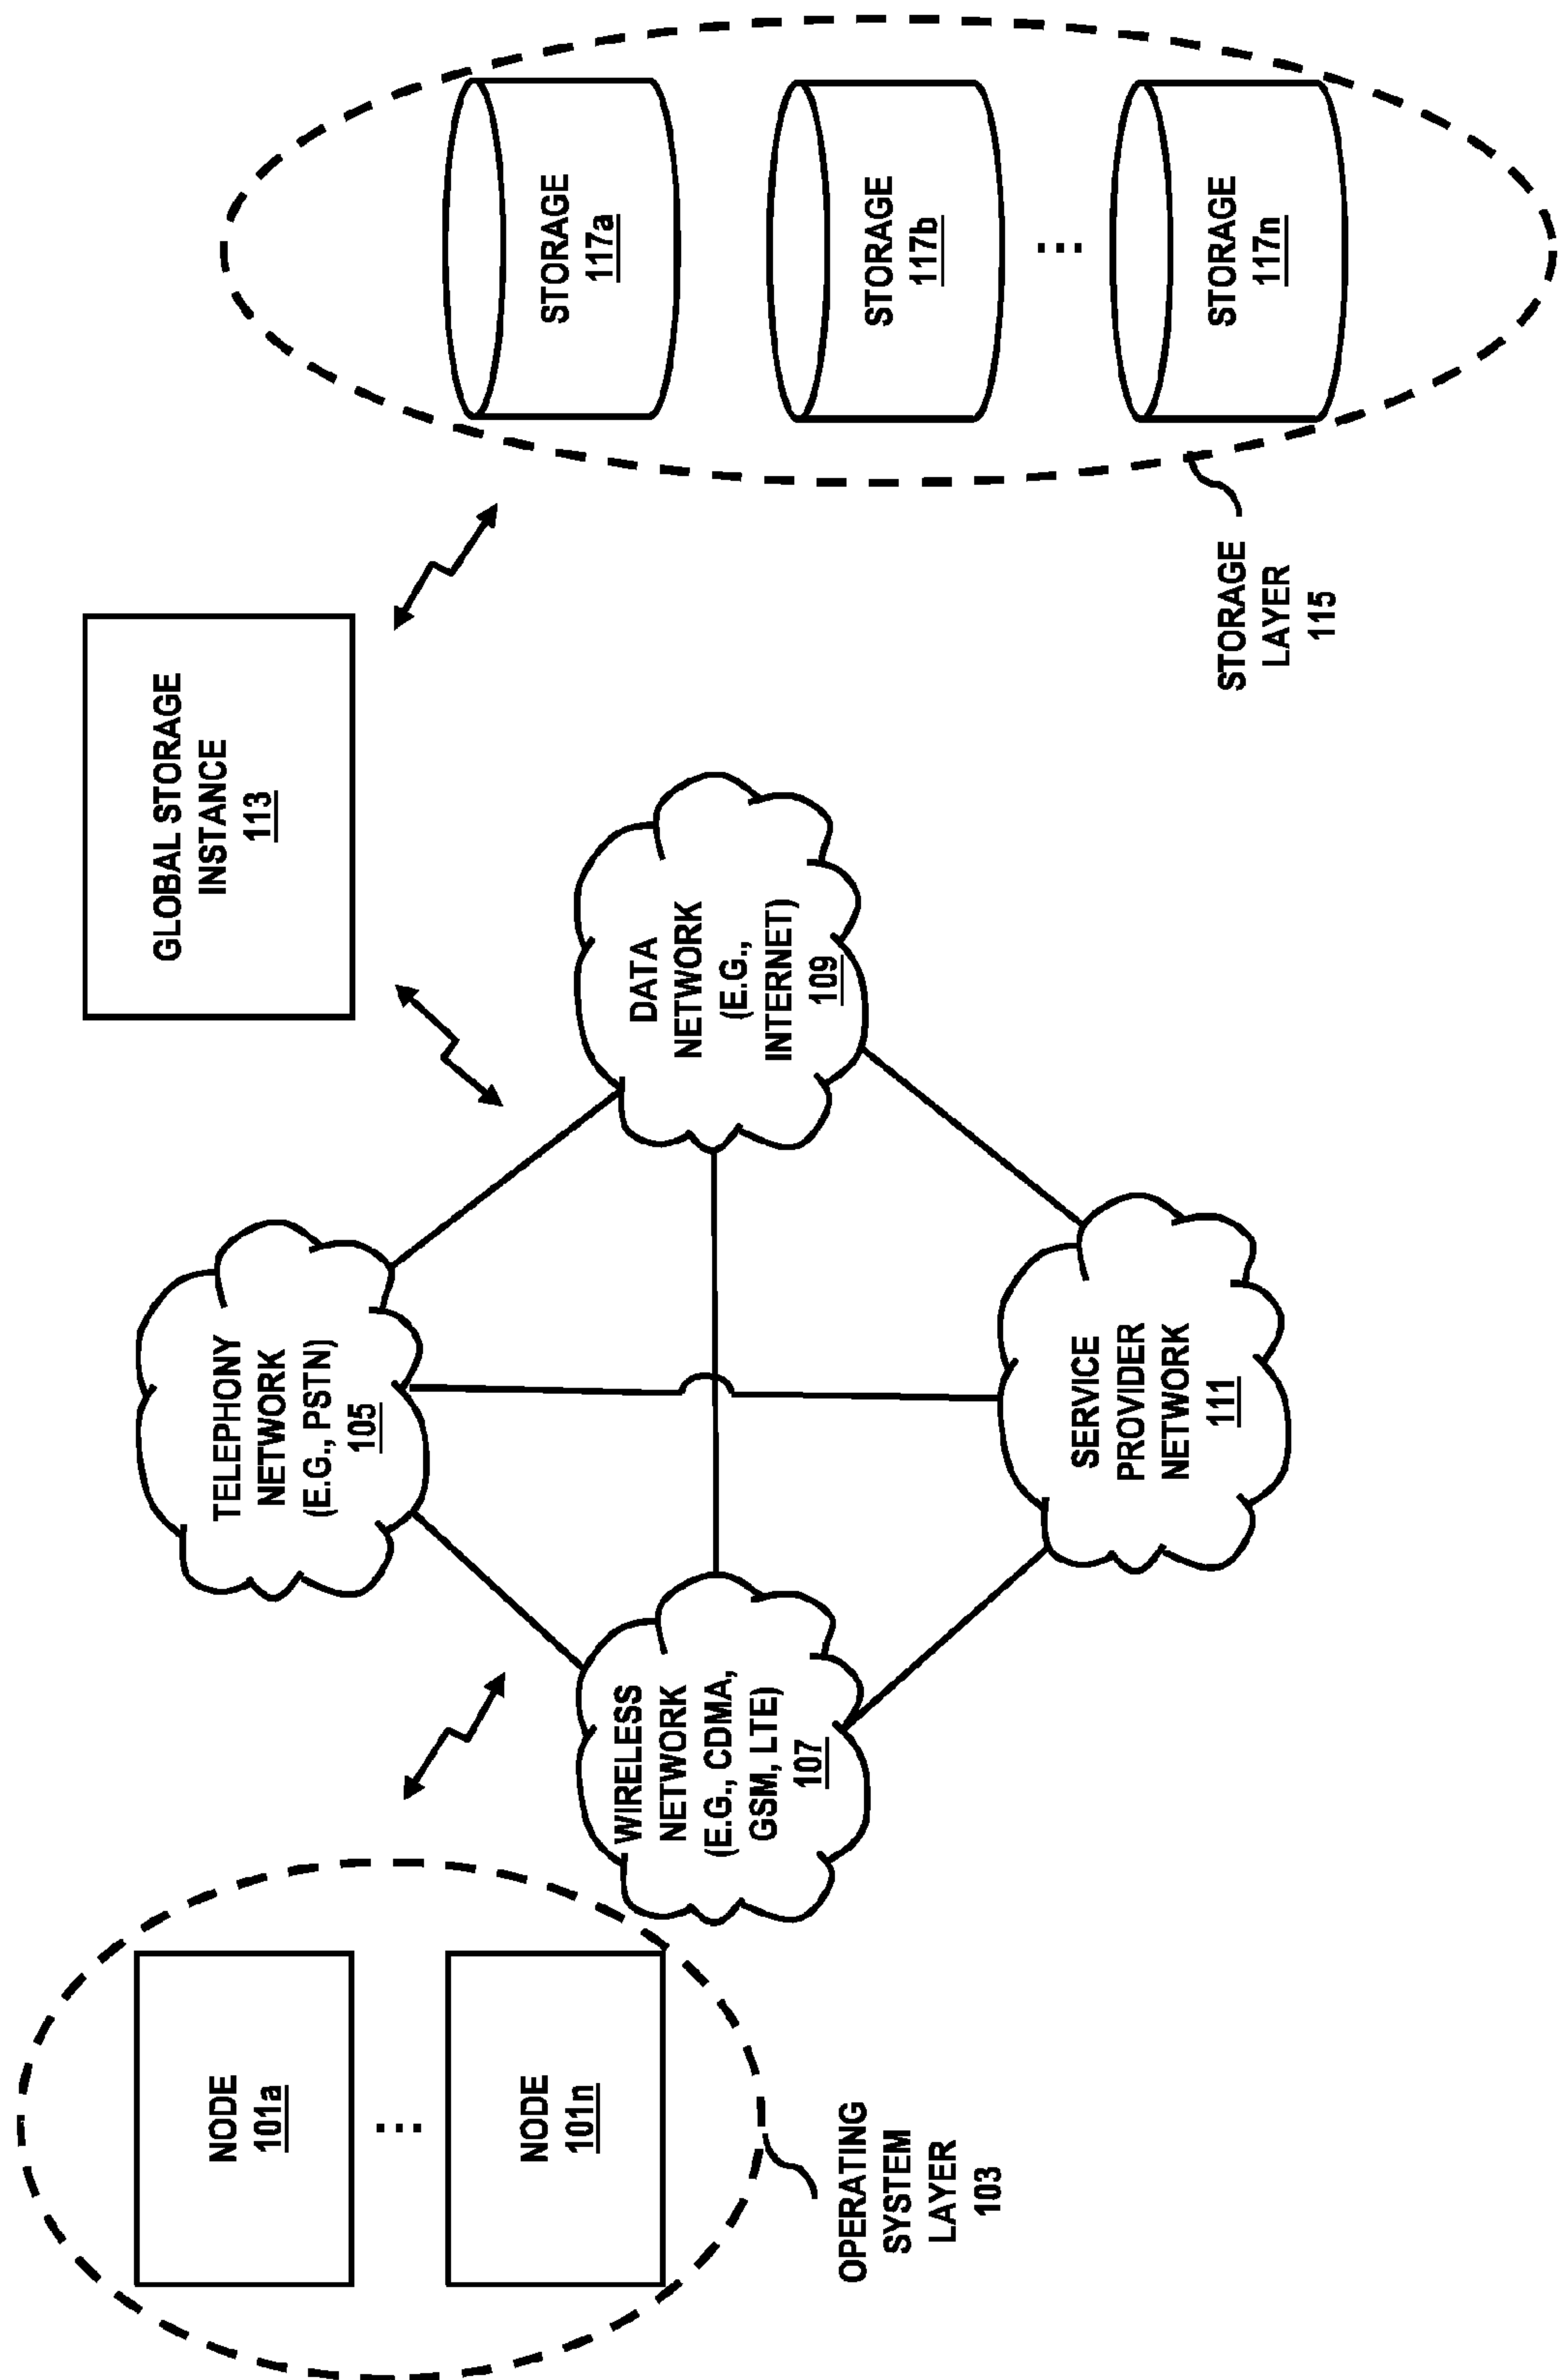 NODE
101a
...
NODE
101n
OPERATING
SYSTEM
LAYER
103
TELEPHONY
NETWORK
(E.G., PSTN)
105
WIRELESS
NETWORK
(E.G., CDMA,
GSM, LTE)
107
DATA
NETWORK
(E.G.,
INTERNET)
109
SERVICE
PROVIDER
NETWORK
111
GLOBAL STORAGE
INSTANCE
113
STORAGE
117a
STORAGE
117b
...
STORAGE
117n
STORAGE
LAYER
115